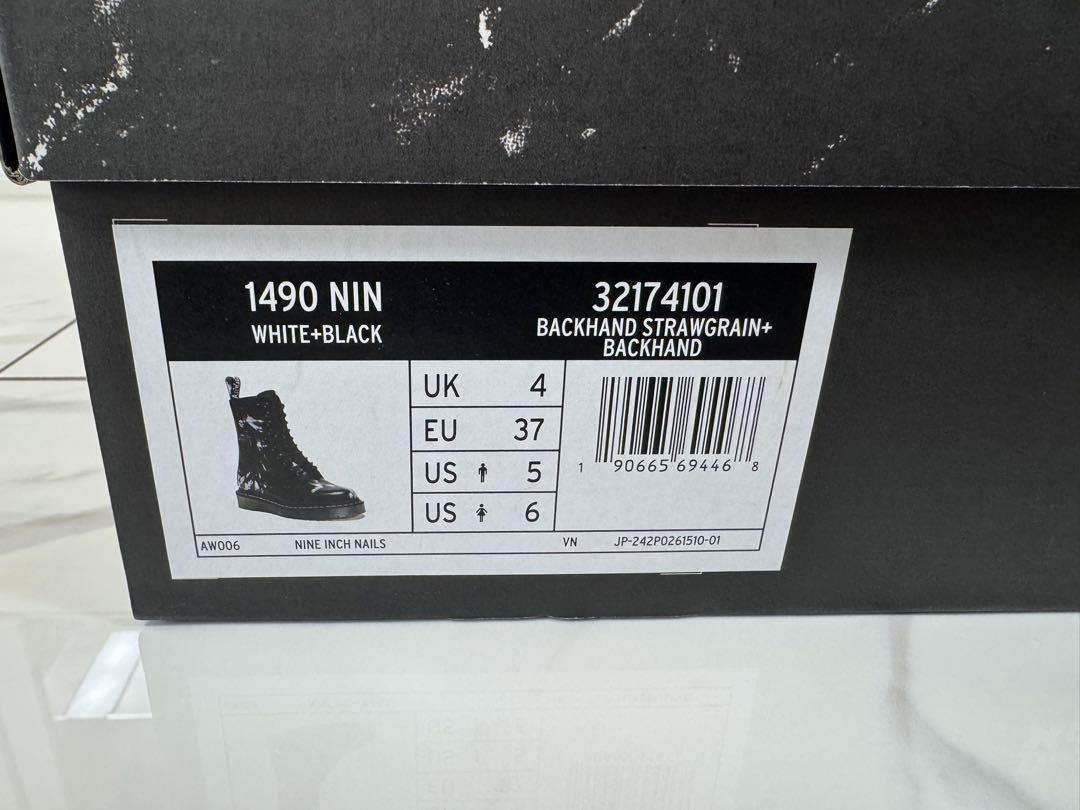 1490 NIN
WHITE+BLACK
32174101
BACKHAND STRAWGRAIN+
BACKHAND
UK 4
EU 37
US 5
US 6
1 90665 69446 8
AW006 NINE INCH NAILS VN JP-242P0261510-01